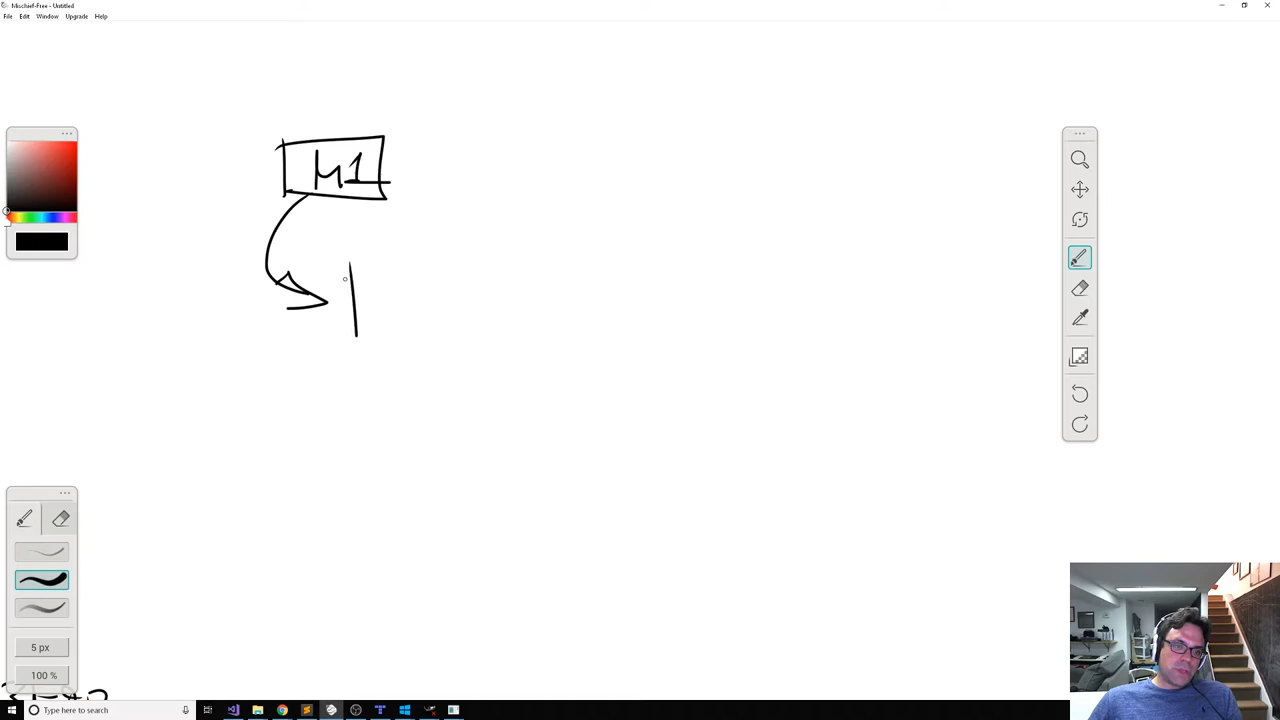 Mischief-Free - Untitled
File Edit Window Upgrade Help
M1
5 px
100 %
Type here to search